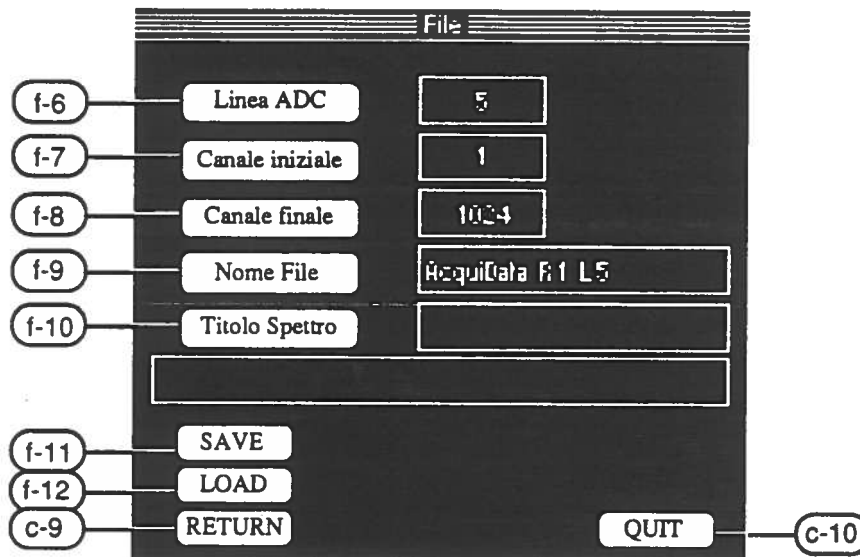 File
f-6 Linea ADC 5
f-7 Canale iniziale 1
f-8 Canale finale 1024
f-9 Nome File AcquiData R1 L5
f-10 Titolo Spettro
f-11 SAVE
f-12 LOAD
c-9 RETURN QUIT c-10